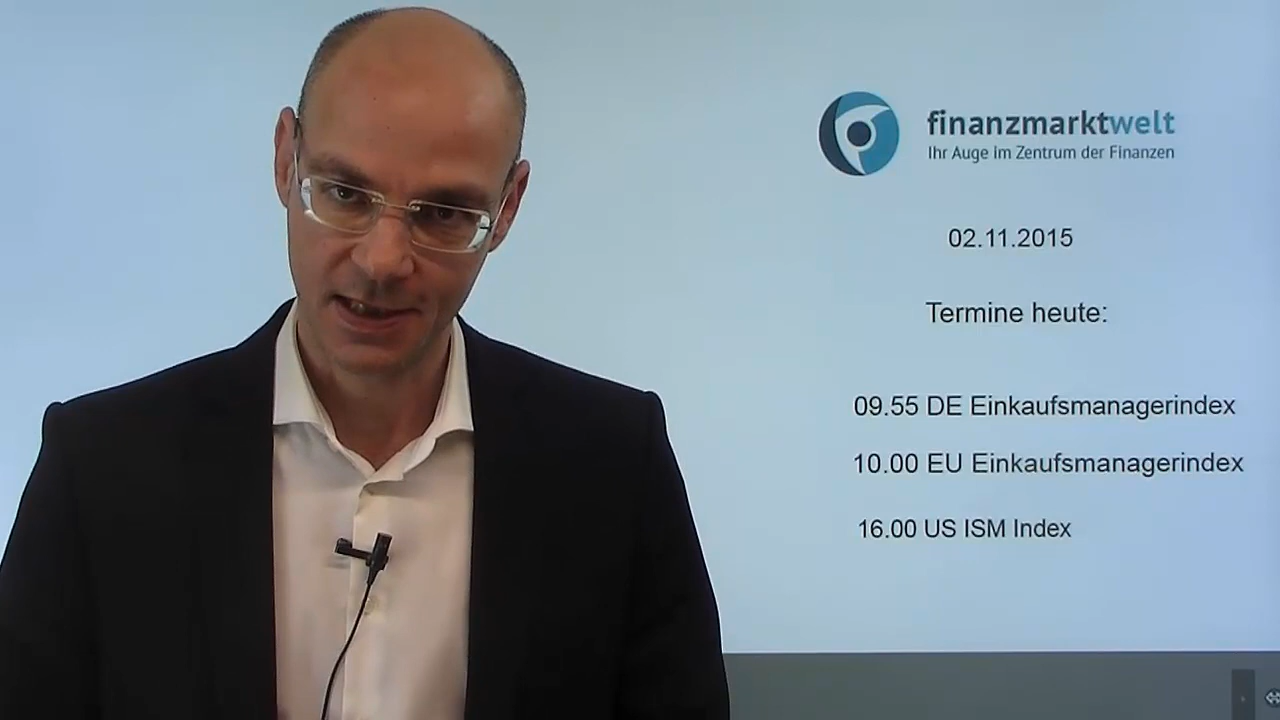 finanzmarktwelt
Ihr Auge im Zentrum der Finanzen
02.11.2015
Termine heute:
09.55 DE Einkaufsmanagerindex
10.00 EU Einkaufsmanagerindex
16.00 US ISM Index